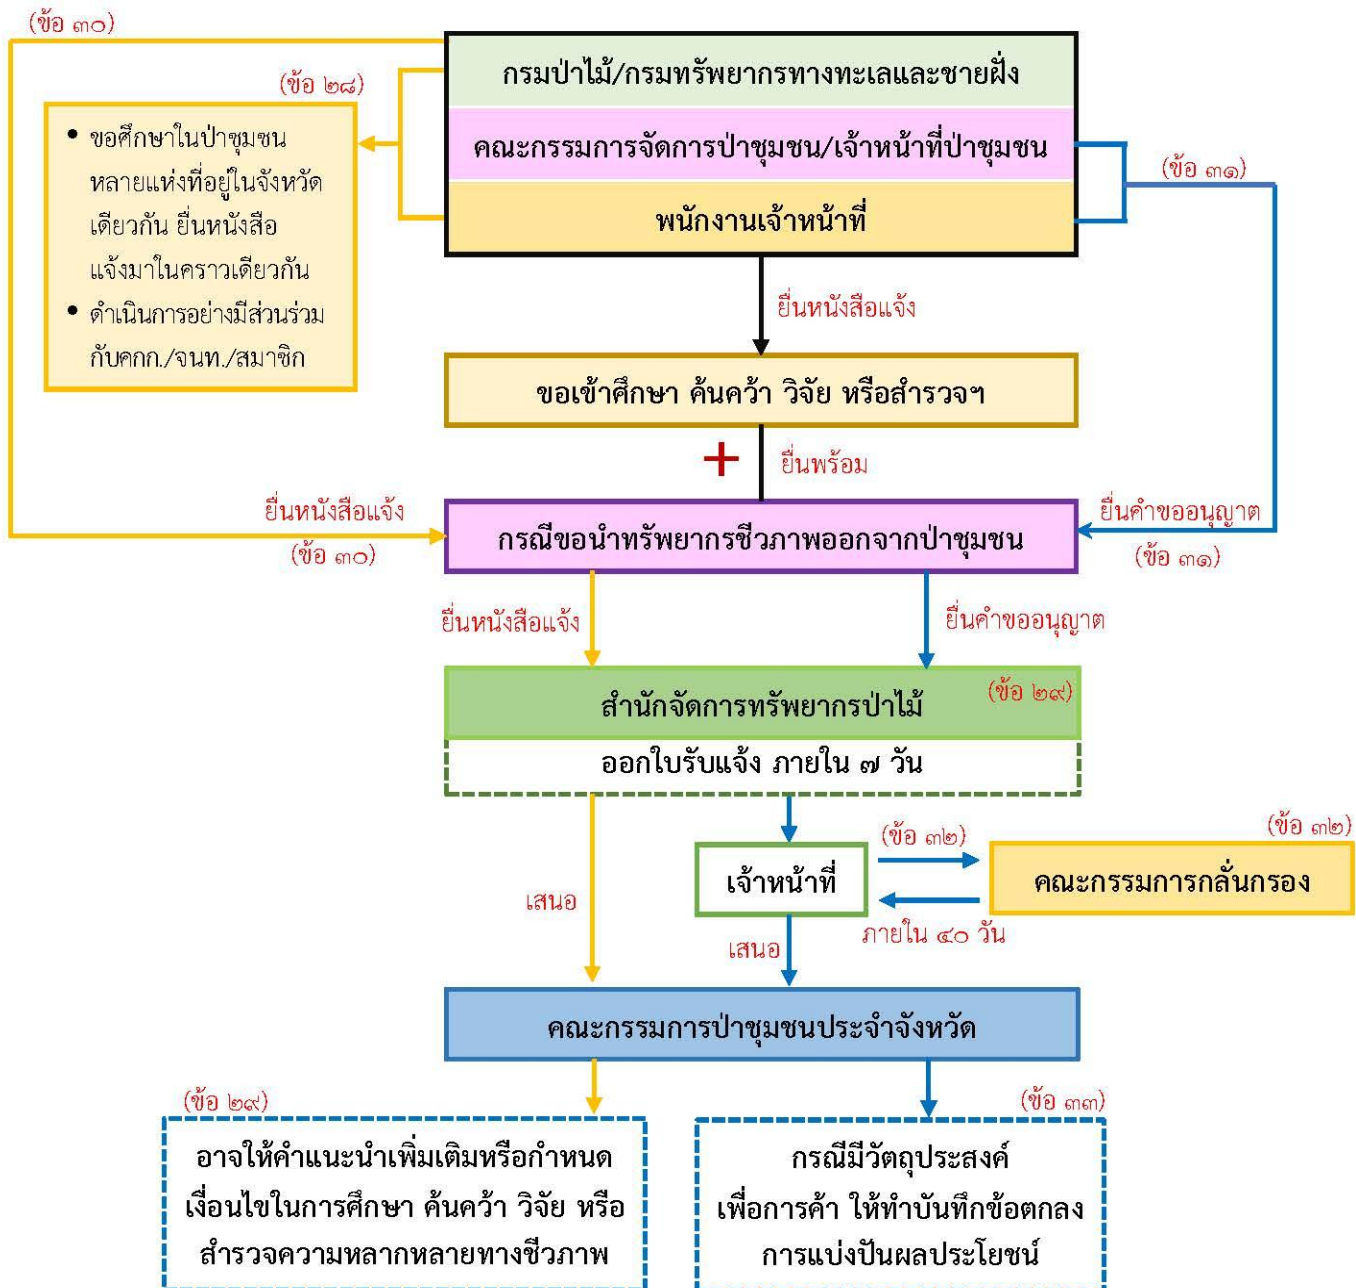 (ข้อ ๓๐)
กรมป่าไม้/กรมทรัพยากรทางทะเลและชายฝั่ง
(ข้อ ๒๘)
• ขอศึกษาในป่าชุมชน
หลายแห่งที่อยู่ในจังหวัด
เดียวกัน ยื่นหนังสือ
แจ้งมาในคราวเดียวกัน
• ดำเนินการอย่างมีส่วนร่วม
กับคกก./จนท./สมาชิก
คณะกรรมการจัดการป่าชุมชน/เจ้าหน้าที่ป่าชุมชน
(ข้อ ๓๑)
พนักงานเจ้าหน้าที่
ยื่นหนังสือแจ้ง
ขอเข้าศึกษา ค้นคว้า วิจัย หรือสำรวจฯ
+ ยื่นพร้อม
ยื่นหนังสือแจ้ง
(ข้อ ๓๐)
กรณีขอนำทรัพยากรชีวภาพออกจากป่าชุมชน
ยื่นคำขออนุญาต
(ข้อ ๓๑)
ยื่นหนังสือแจ้ง
ยื่นคำขออนุญาต
สำนักจัดการทรัพยากรป่าไม้
(ข้อ ๒๙)
ออกใบรับแจ้ง ภายใน ๗ วัน
เจ้าหน้าที่
(ข้อ ๓๒)
(ข้อ ๓๒)
คณะกรรมการกลั่นกรอง
ภายใน ๔๐ วัน
เสนอ
เสนอ
คณะกรรมการป่าชุมชนประจำจังหวัด
(ข้อ ๒๙)
อาจให้คำแนะนำเพิ่มเติมหรือกำหนด
เงื่อนไขในการศึกษา ค้นคว้า วิจัย หรือ
สำรวจความหลากหลายทางชีวภาพ
(ข้อ ๓๓)
กรณีมีวัตถุประสงค์
เพื่อการค้า ให้ทำบันทึกข้อตกลง
การแบ่งปันผลประโยชน์